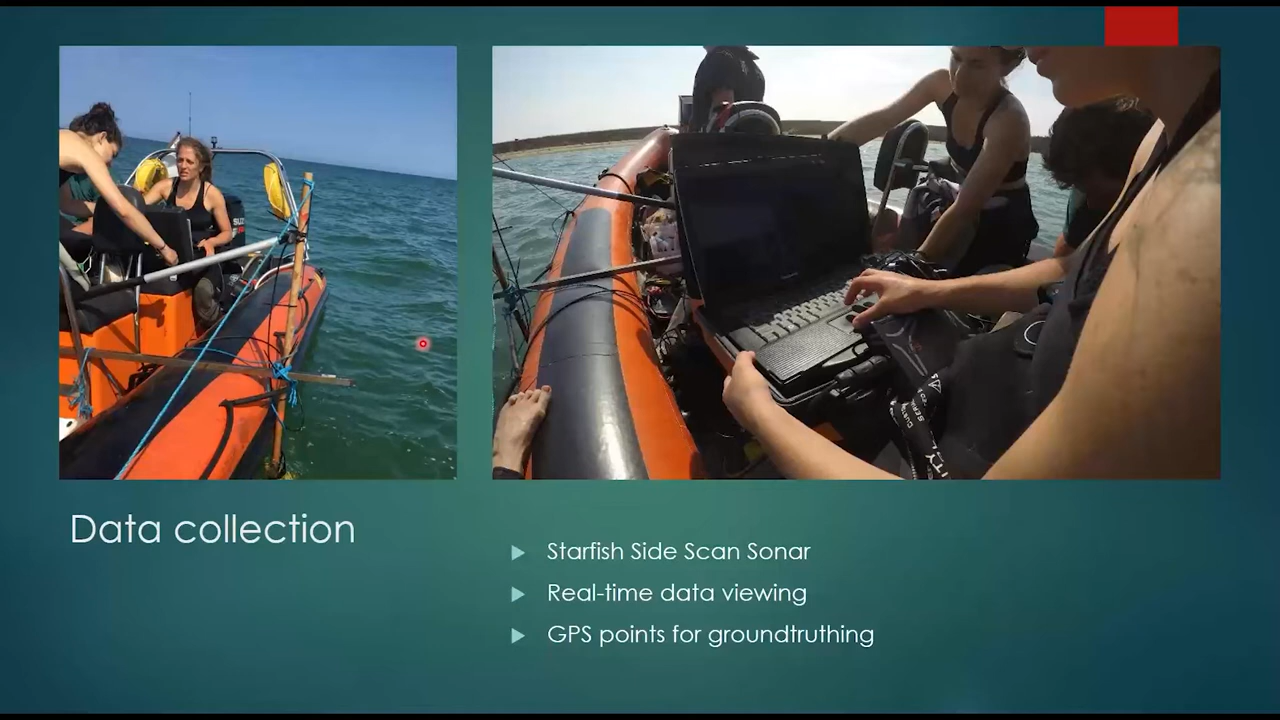 Data collection
Starfish Side Scan Sonar
Real-time data viewing
GPS points for groundtruthing